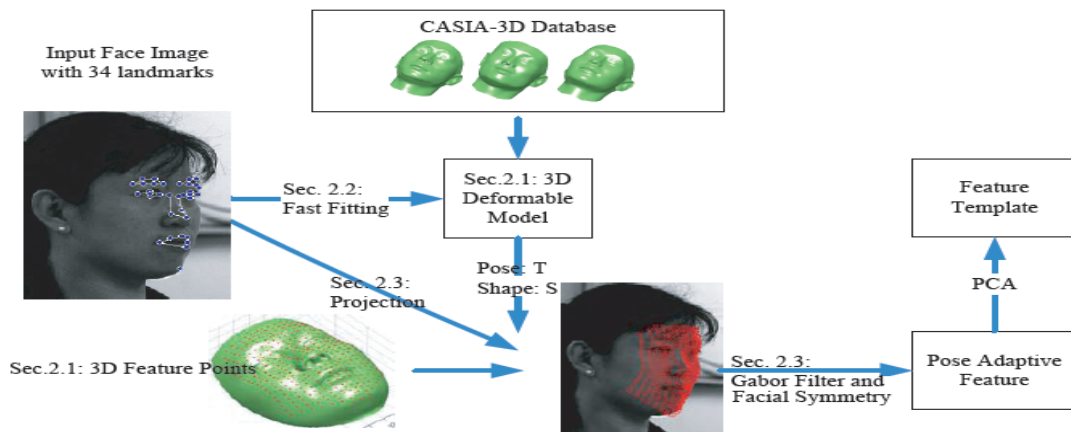 CASIA-3D Database
Input Face Image
with 34 landmarks
Sec. 2.2:
Fast Fitting
Sec.2.1: 3D
Deformable
Model
Feature
Template
Pose: T
Shape: S
Sec. 2.3:
Projection
PCA
Sec.2.1: 3D Feature Points
Sec. 2.3:
Gabor Filter and
Facial Symmetry
Pose Adaptive
Feature